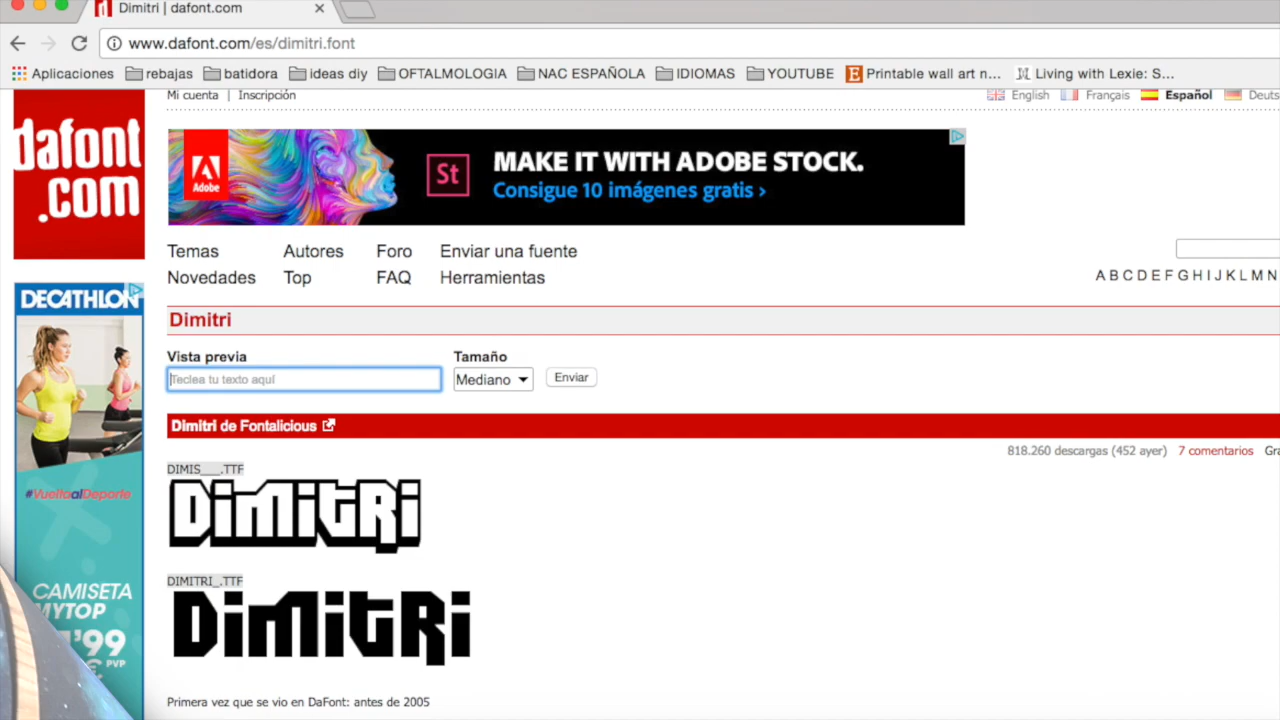 Dimitri | dafont.com
www.dafont.com/es/dimitri.font
Aplicaciones rebajas batidora ideas diy OFTALMOLOGIA NAC ESPAÑOLA IDIOMAS YOUTUBE Printable wall art n... Living with Lexie: S...
Mi cuenta | Inscripción
English Français Español Deuts
dafont
.com
Adobe
St
MAKE IT WITH ADOBE STOCK.
Consigue 10 imágenes gratis ›
Temas Autores Foro Enviar una fuente
Novedades Top FAQ Herramientas
A B C D E F G H I J K L M N
DECATHLON
Dimitri
Vista previa Tamaño
Teclea tu texto aquí Mediano Enviar
Dimitri de Fontalicious
818.260 descargas (452 ayer) 7 comentarios Gra
DIMIS___.TTF
DiMitRi
#VueltaalDeporte
DIMITRI_.TTF
DiMitRi
CAMISETA
MYTOP
'99
€ PVP
Primera vez que se vio en DaFont: antes de 2005